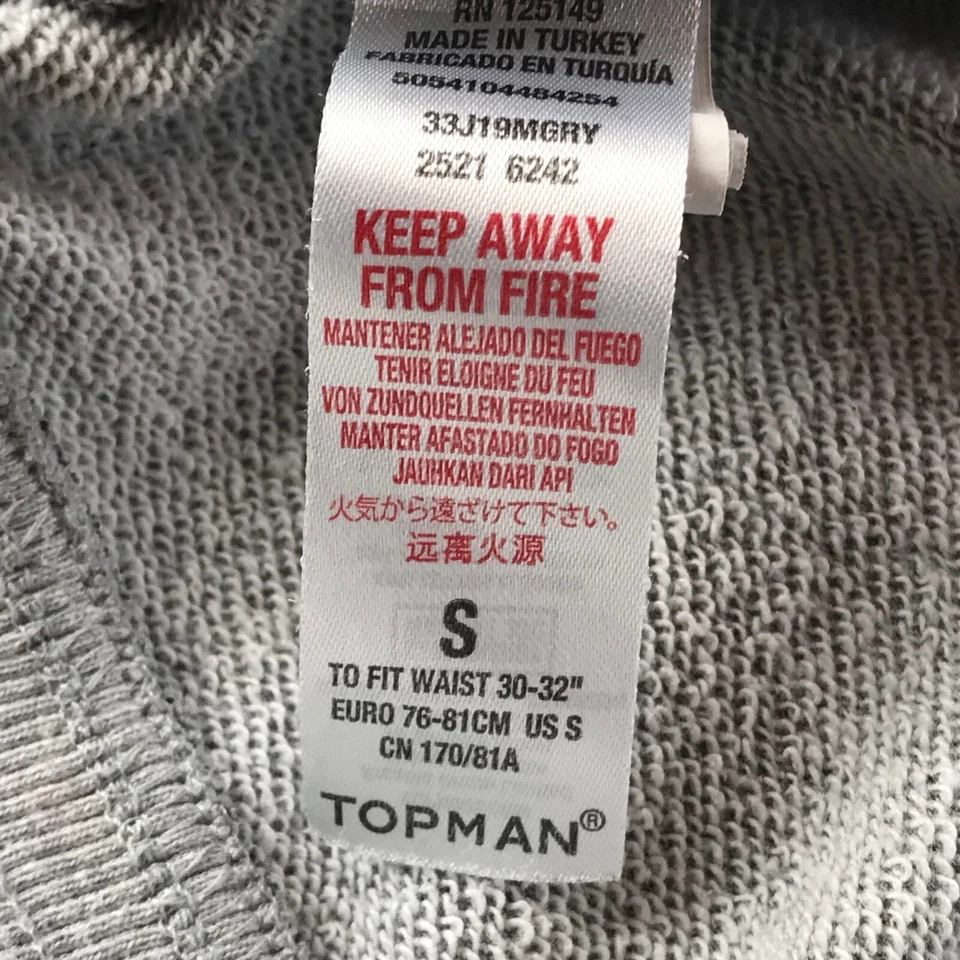 RN 125149
MADE IN TURKEY
FABRICADO EN TURQUÍA
5054104484254
33J19MGRY
2521 6242
KEEP AWAY
FROM FIRE
MANTENER ALEJADO DEL FUEGO
TENIR ELOIGNE DU FEU
VON ZUNDQUELLEN FERNHALTEN
MANTER AFASTADO DO FOGO
JAUHKAN DARI API
火気から遠ざけて下さい。
远离火源
S
TO FIT WAIST 30-32"
EURO 76-81CM US S
CN 170/81A
TOPMAN®